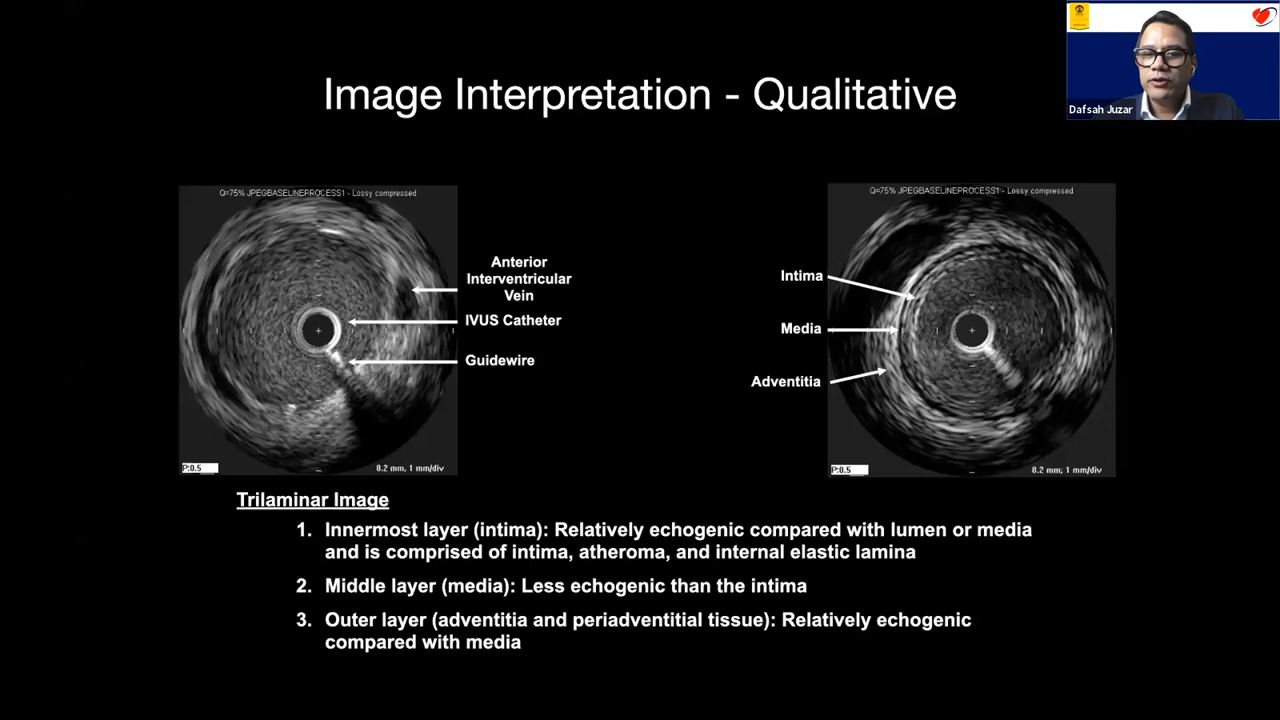 Dafsah Juzar
Image Interpretation - Qualitative
Q=75% JPEGBASELINEPROCESS1 - Lossy compressed
Anterior
Interventricular
Vein
IVUS Catheter
Guidewire
P:0.5
8.2 mm, 1 mm/div
Q=75% JPEGBASELINEPROCESS1 - Lossy compressed
Intima
Media
Adventitia
P:0.5
8.2 mm, 1 mm/div
Trilaminar Image
1. Innermost layer (intima): Relatively echogenic compared with lumen or media
and is comprised of intima, atheroma, and internal elastic lamina
2. Middle layer (media): Less echogenic than the intima
3. Outer layer (adventitia and periadventitial tissue): Relatively echogenic
compared with media